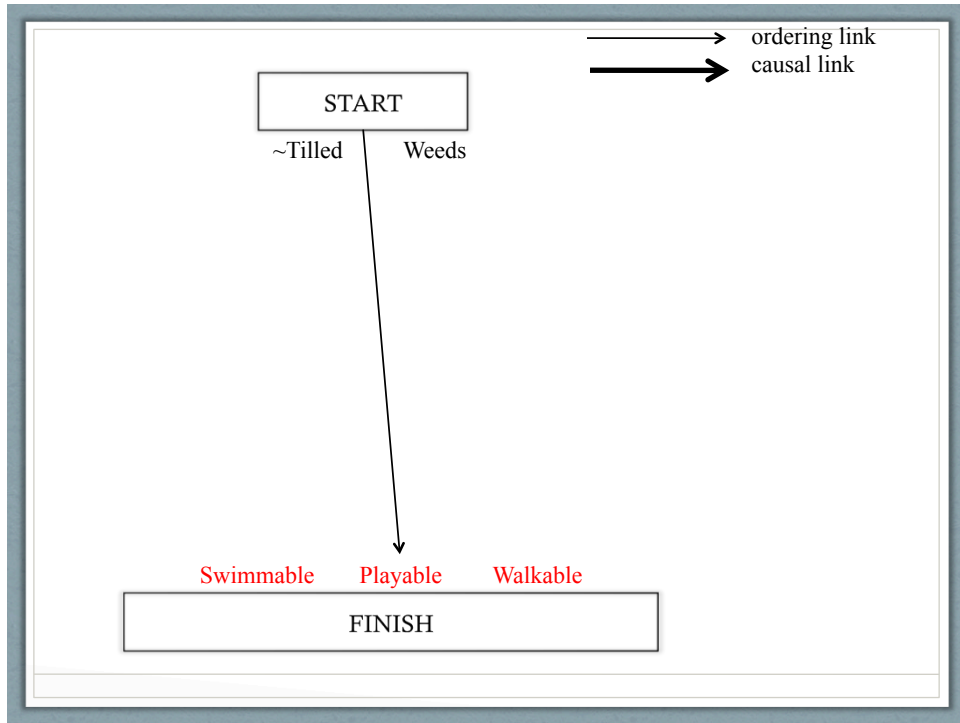 ordering link
causal link
START
~Tilled Weeds
Swimmable Playable Walkable
FINISH